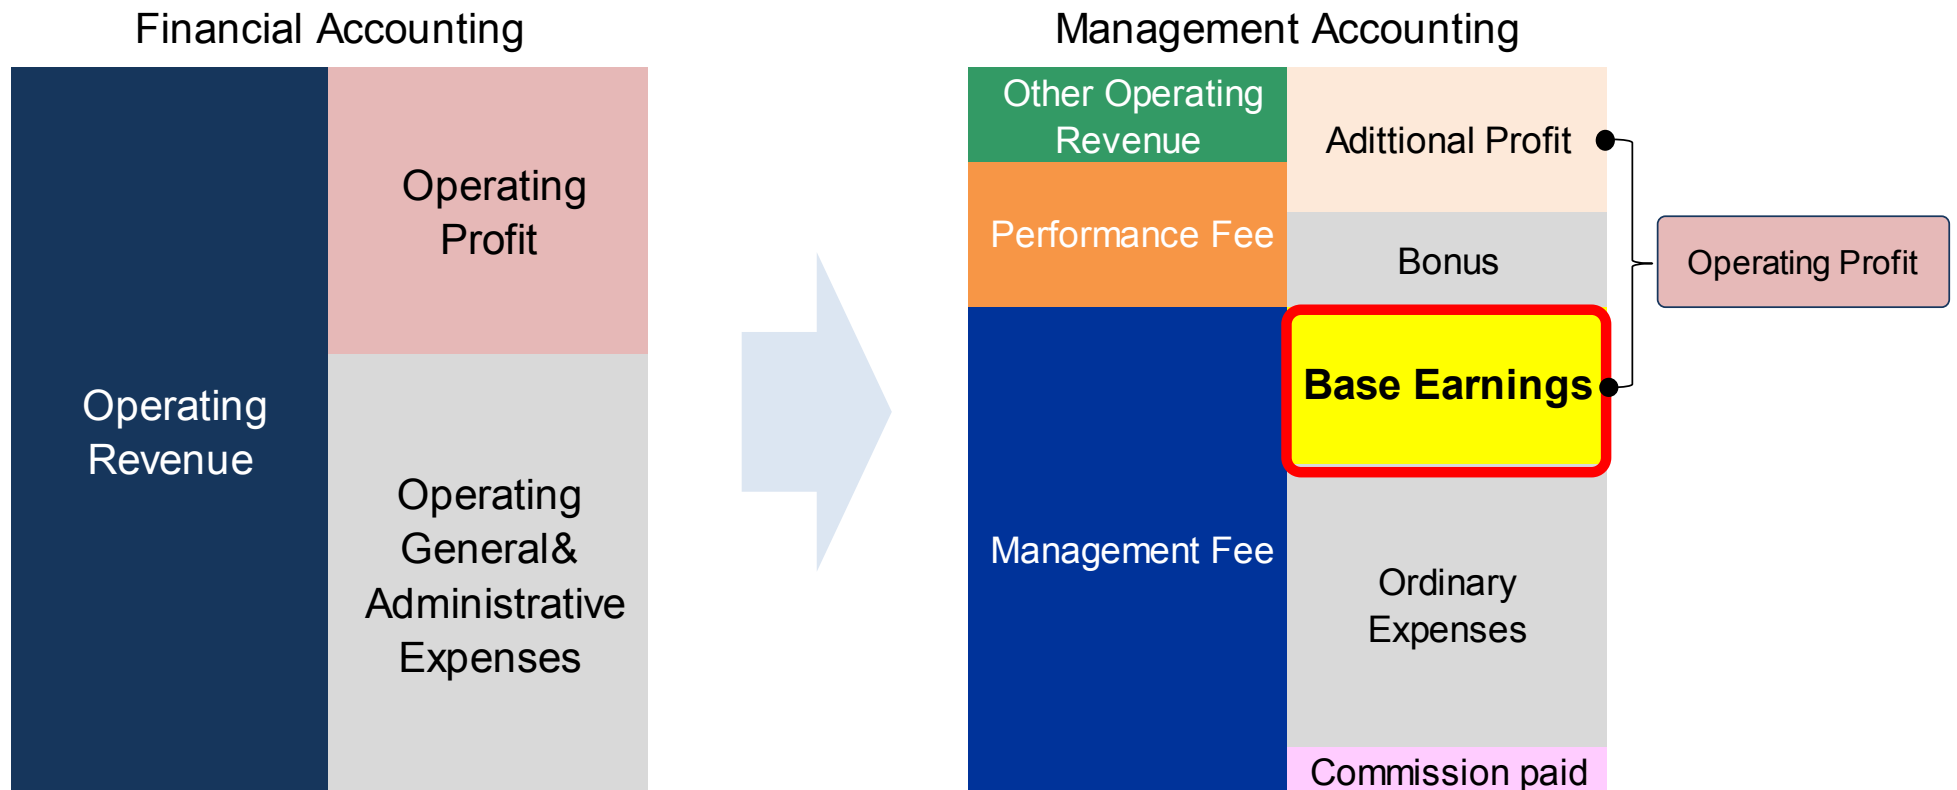 Financial Accounting
Operating
Revenue
Operating
Profit
Operating
General&
Administrative
Expenses
Management Accounting
Other Operating
Revenue
Performance Fee
Management Fee
Adittional Profit
Bonus
Base Earnings
Ordinary
Expenses
Commission paid
Operating Profit